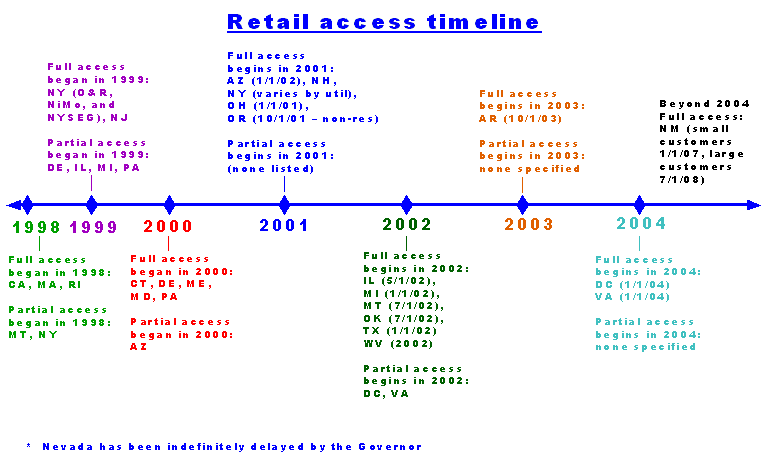 Retail access timeline
Full access
began in 1999:
NY (O&R,
NiMo, and
NYSEG), NJ
Partial access
began in 1999:
DE, IL, MI, PA
Full access
begins in 2001:
AZ (1/1/02), NH,
NY (varies by util),
OH (1/1/01),
OR (10/1/01 – non-res)
Partial access
begins in 2001:
(none listed)
Full access
begins in 2003:
AR (10/1/03)
Partial access
begins in 2003:
none specified
Beyond 2004
Full access:
NM (small
customers
1/1/07, large
customers
7/1/08)
1998 1999 2000 2001 2002 2003 2004
Full access
began in 1998:
CA, MA, RI
Partial access
began in 1998:
MT, NY
Full access
began in 2000:
CT, DE, ME,
MD, PA
Partial access
began in 2000:
AZ
Full access
begins in 2002:
IL (5/1/02),
MI (1/1/02),
MT (7/1/02),
OK (7/1/02),
TX (1/1/02)
WV (2002)
Partial access
begins in 2002:
DC, VA
Full access
begins in 2004:
DC (1/1/04)
VA (1/1/04)
Partial access
begins in 2004:
none specified
* Nevada has been indefinitely delayed by the Governor